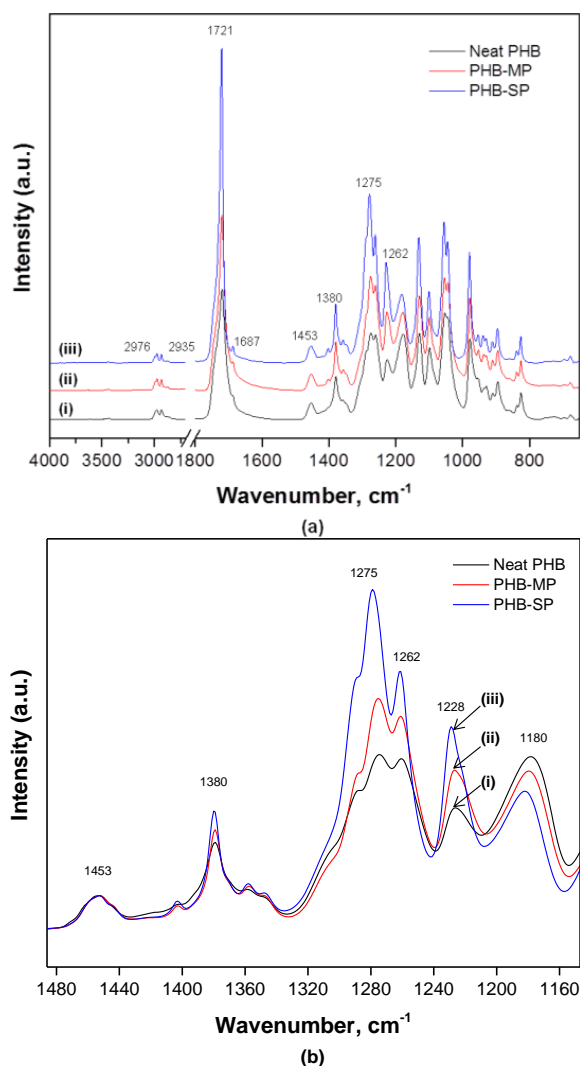 1721
Neat PHB
PHB-MP
PHB-SP
1275
1262
1380
1453
1687
2976 2935
(iii)
(ii)
(i)
Intensity (a.u.)
4000 3000 1800 1600 1400 1200 1000 800
Wavenumber, cm-1
(a)
Neat PHB
PHB-MP
PHB-SP
1275
1262
1228
(iii)
(ii)
(i)
1180
1380
1453
Intensity (a.u.)
1480 1440 1400 1360 1320 1280 1240 1200 1160
Wavenumber, cm-1
(b)